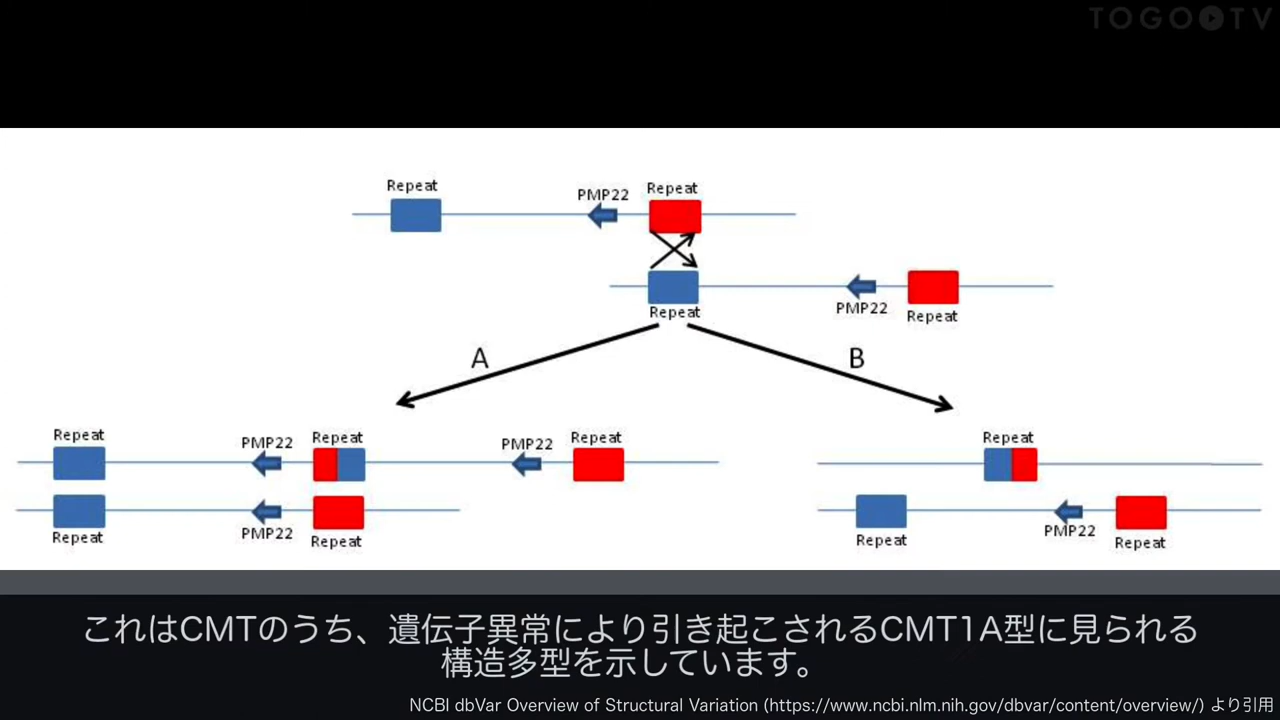 TOGO TV
Repeat
PMP22
Repeat
PMP22
Repeat
Repeat
A
B
Repeat
PMP22
Repeat
PMP22
Repeat
Repeat
PMP22
Repeat
Repeat
Repeat
PMP22
Repeat
これはCMTのうち、遺伝子異常により引き起こされるCMT1A型に見られる
構造多型を示しています。
NCBI dbVar Overview of Structural Variation (https://www.ncbi.nlm.nih.gov/dbvar/content/overview/) より引用